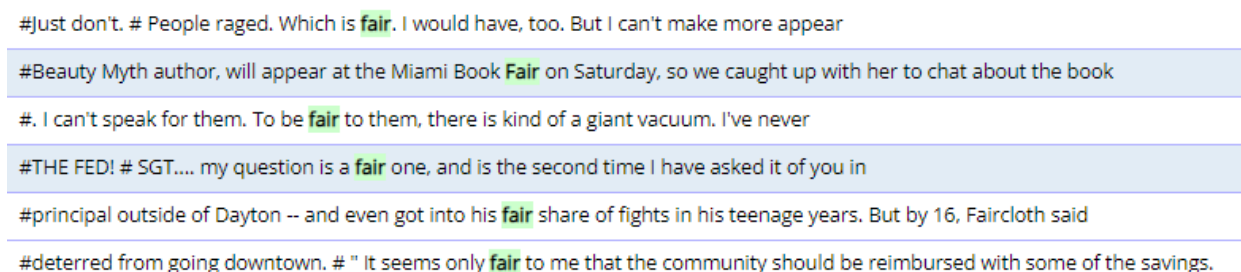 #Just don't. # People raged. Which is fair. I would have, too. But I can't make more appear
#Beauty Myth author, will appear at the Miami Book Fair on Saturday, so we caught up with her to chat about the book
#. I can't speak for them. To be fair to them, there is kind of a giant vacuum. I've never
#THE FED! # SGT.... my question is a fair one, and is the second time I have asked it of you in
#principal outside of Dayton -- and even got into his fair share of fights in his teenage years. But by 16, Faircloth said
#deterred from going downtown. # " It seems only fair to me that the community should be reimbursed with some of the savings.